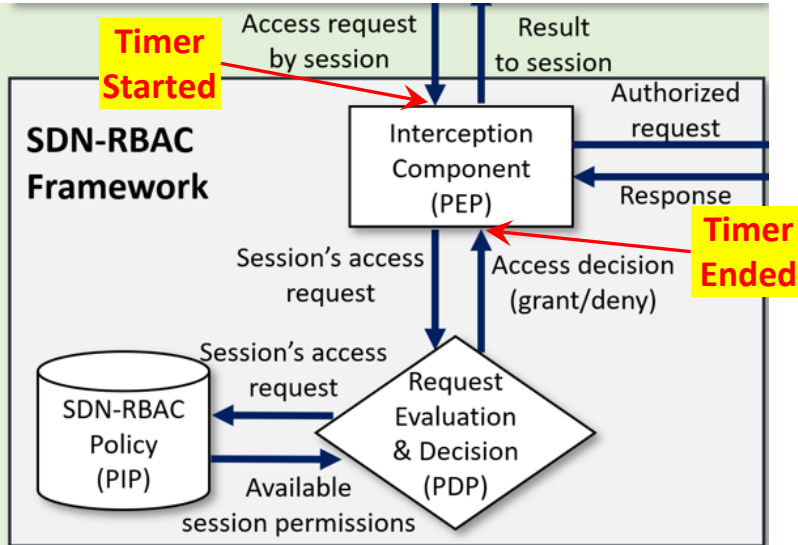 Access request
by session
Result
to session
Timer
Started
Authorized
request
SDN-RBAC
Framework
Interception
Component
(PEP)
Response
Timer
Ended
Session’s access
request
Access decision
(grant/deny)
Session’s access
request
Request
Evaluation
& Decision
(PDP)
SDN-RBAC
Policy
(PIP)
Available
session permissions